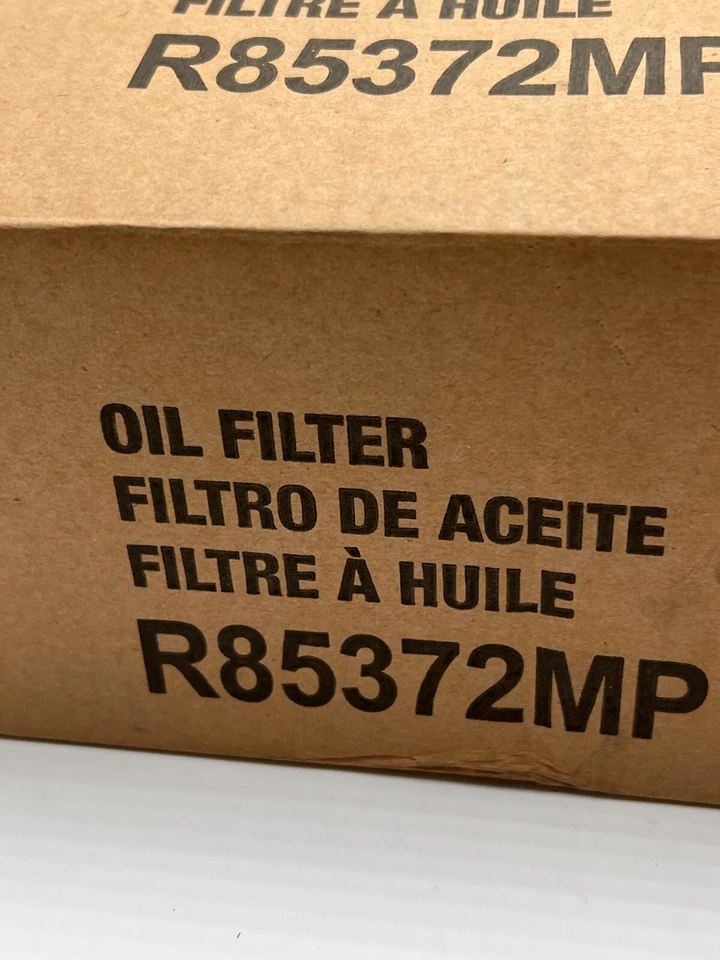 FILTRE À HUILE
R85372MP
OIL FILTER
FILTRO DE ACEITE
FILTRE À HUILE
R85372MP